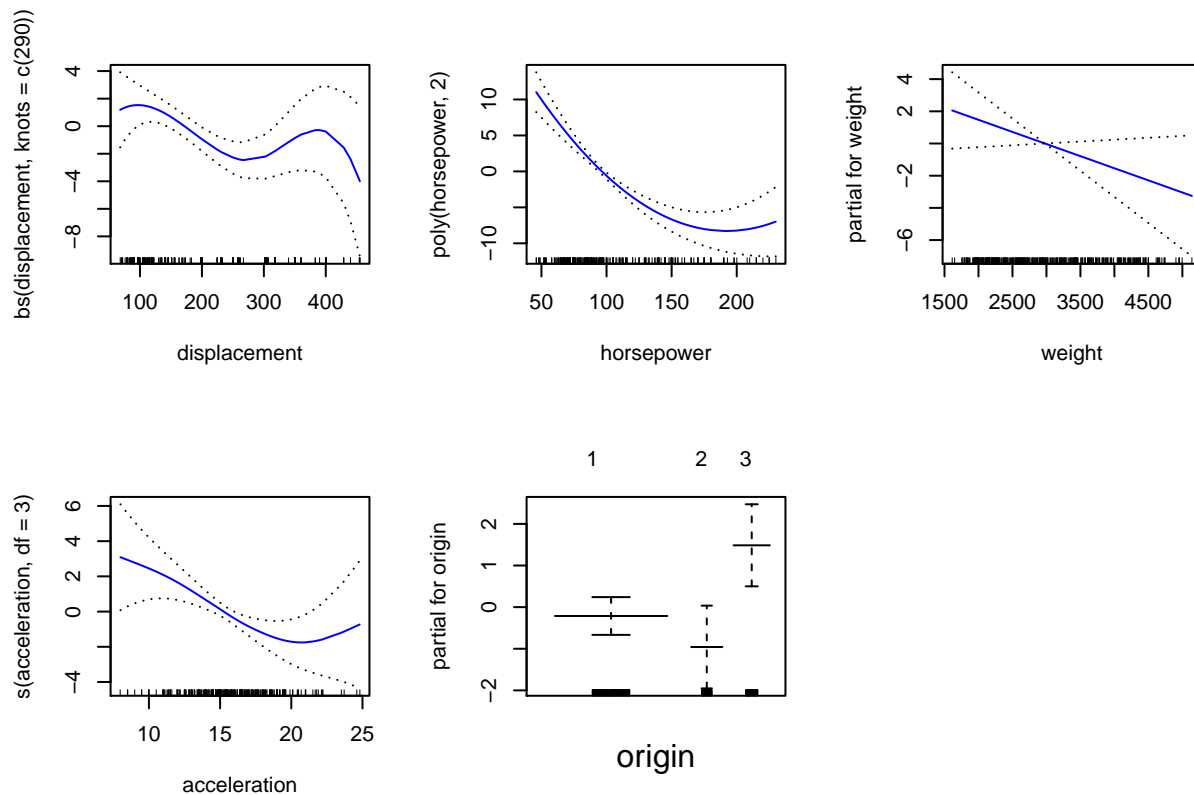 bs(displacement, knots = c(290))
4
0
−4
−8
100 200 300 400
displacement
poly(horsepower, 2)
10
5
0
−10
50 100 150 200
horsepower
partial for weight
4
2
−2
−6
1500 2500 3500 4500
weight
s(acceleration, df = 3)
6
4
2
0
−4
10 15 20 25
acceleration
1 2 3
partial for origin
2
1
0
−2
origin